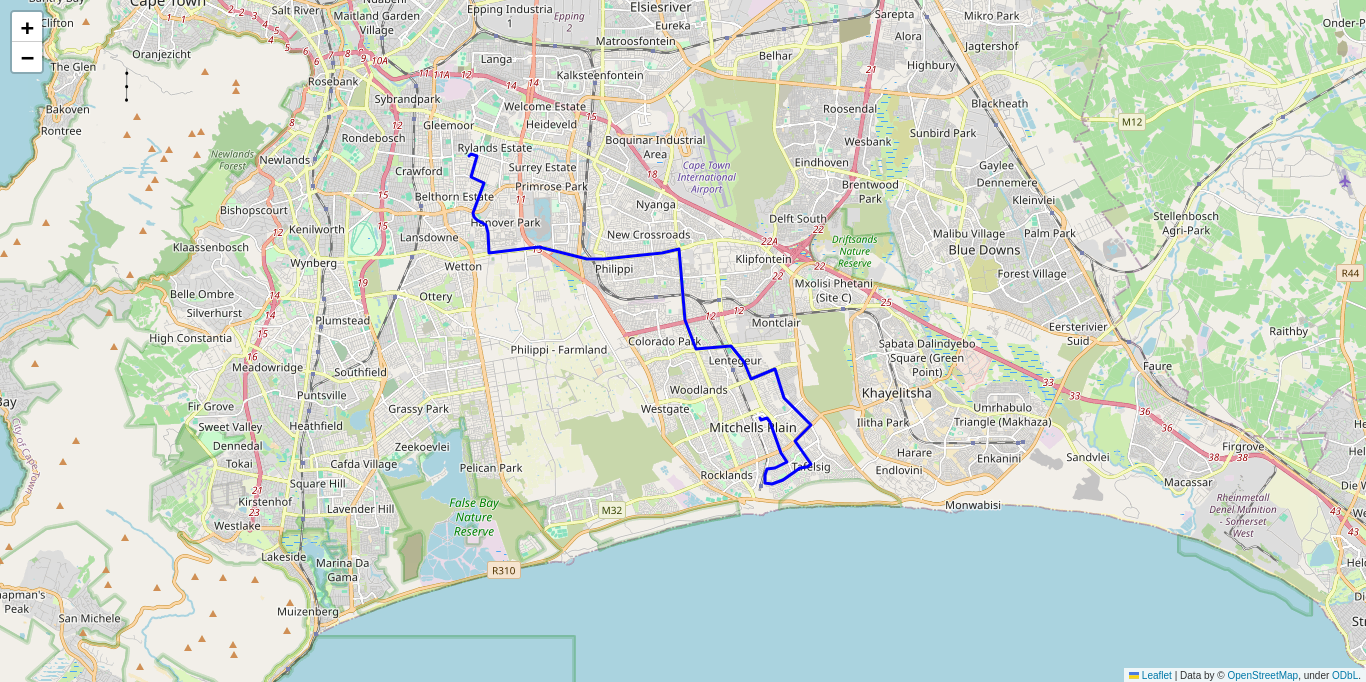 Cape Town
Clifton
The Glen
Bakoven
Rontree
Oranjezicht
Salt River
Maitland Garden
Village
Epping Industria
1
Epping
2
Elsiesriver
Eureka
Matroosfontein
Sarepta
Mikro Park
Alora
Jagtershof
Highbury
Belhar
Langa
Kalksteenfontein
Rosebank
Sybrandpark
Welcome Estate
Heideveld
Gleemoor
Rondebosch
Newlands
Newlands
Forest
Rylands Estate
Crawford
Surrey Estate
Boquinar Industrial
Area
Cape Town
International
Airport
Roosendal
Wesbank
Blackheath
M12
Sunbird Park
Eindhoven
Gaylee
Dennemere
Brentwood
Park
Kleinvlei
Belthorn Estate
Primrose Park
Nyanga
Bishopscourt
Hanover Park
Delft South
Stellenbosch
Agri-Park
Kenilworth
Lansdowne
New Crossroads
Malibu Village
Palm Park
Klaassenbosch
Driftsands
Nature
Reserve
Blue Downs
Wynberg
Wetton
Philippi
Klipfontein
Forest Village
R44
Belle Ombre
Ottery
Mxolisi Phetani
(Site C)
Silverhurst
Plumstead
Montclair
Eersterivier
Suid
Raithby
High Constantia
Philippi - Farmland
Colorado Park
Sabata Dalindyebo
Square (Green
Point)
Meadowridge
Southfield
Lentegeur
Faure
Puntsville
Woodlands
Khayelitsha
Fir Grove
Grassy Park
Westgate
Umrhabulo
Triangle (Makhaza)
Sweet Valley
Heathfield
Mitchells Plain
Ilitha Park
Dennedal
Zeekoevlei
Firgrove
City of Cape Town
Tokai
Cafda Village
Pelican Park
Rocklands
Tafelsig
Harare
Enkanini
Endlovini
Sandvlei
Macassar
Square Hill
Kirstenhof
Lavender Hill
False Bay
Nature
Reserve
M32
Monwabisi
Rheinmetall
Denel Munition
- Somerset
West
Westlake
Lakeside
Marina Da
Gama
R310
San Michele
Muizenberg
Leaflet | Data by © OpenStreetMap, under ODbL.